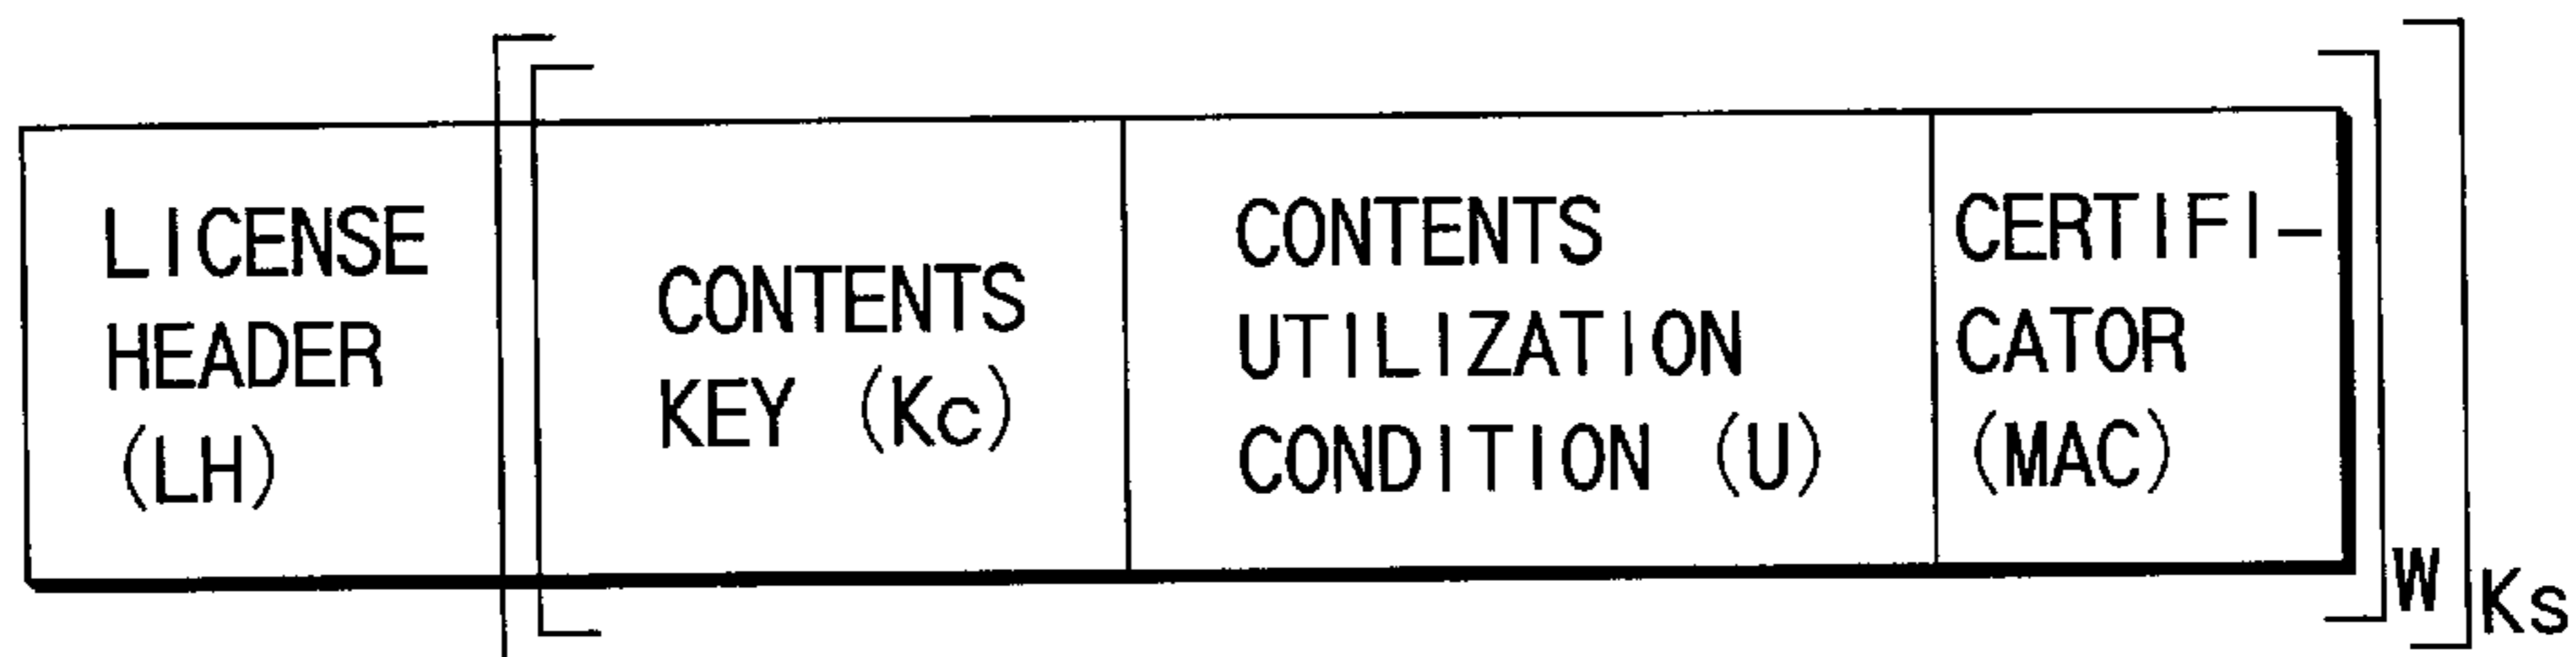 LICENSE
HEADER
(LH)
CONTENTS
KEY (Kc)
CONTENTS
UTILIZATION
CONDITION (U)
CERTIFI-
CATOR
(MAC)
W
Ks